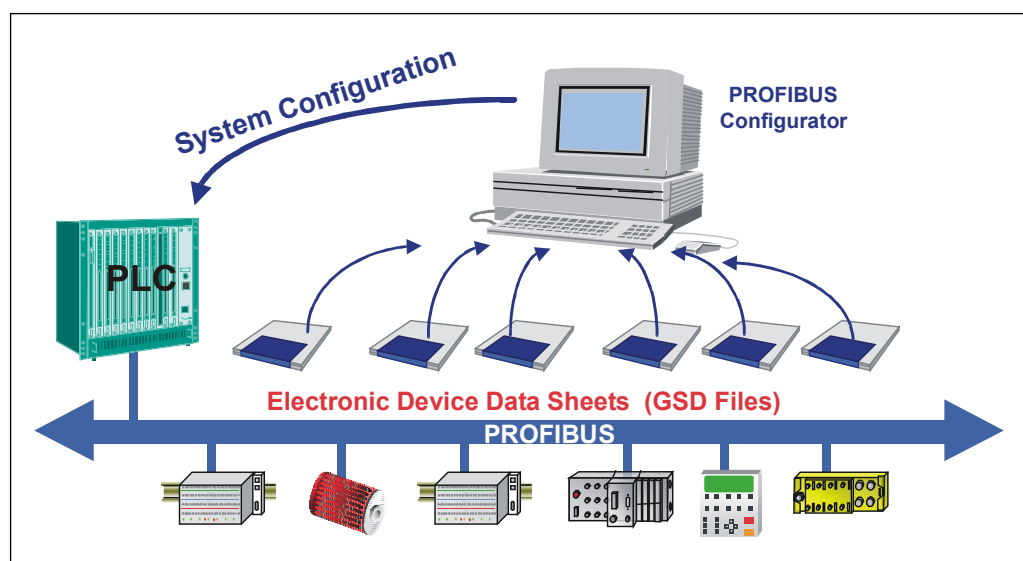 System Configuration
PROFIBUS
Configurator
PLC
Electronic Device Data Sheets (GSD Files)
PROFIBUS